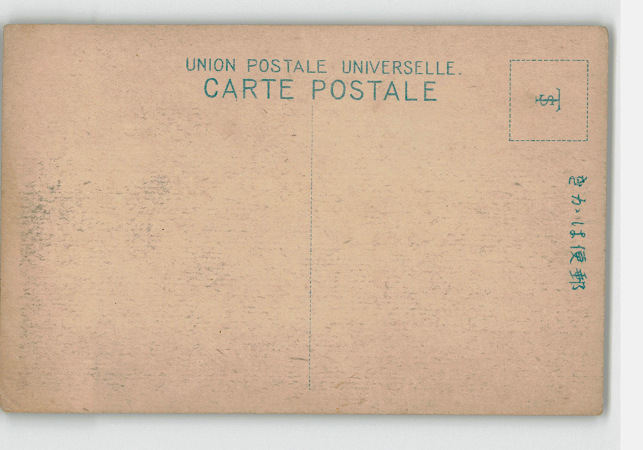 UNION POSTALE UNIVERSELLE.
CARTE POSTALE
郵便はがき